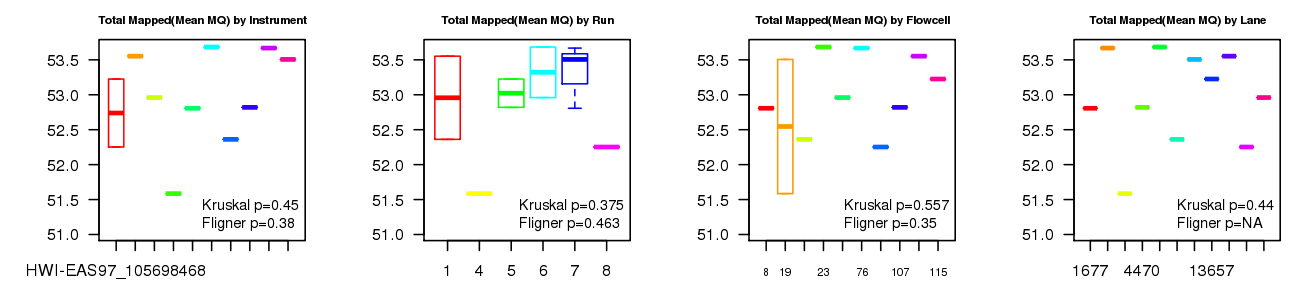 Total Mapped(Mean MQ) by Instrument
53.5
53.0
52.5
52.0
51.5
51.0
Kruskal p=0.45
Fligner p=0.38
HWI-EAS97_105698468
Total Mapped(Mean MQ) by Run
53.5
53.0
52.5
52.0
51.5
51.0
Kruskal p=0.375
Fligner p=0.463
1 4 5 6 7 8
Total Mapped(Mean MQ) by Flowcell
53.5
53.0
52.5
52.0
51.5
51.0
Kruskal p=0.557
Fligner p=0.35
8 19 23 76 107 115
Total Mapped(Mean MQ) by Lane
53.5
53.0
52.5
52.0
51.5
51.0
Kruskal p=0.44
Fligner p=NA
1677 4470 13657